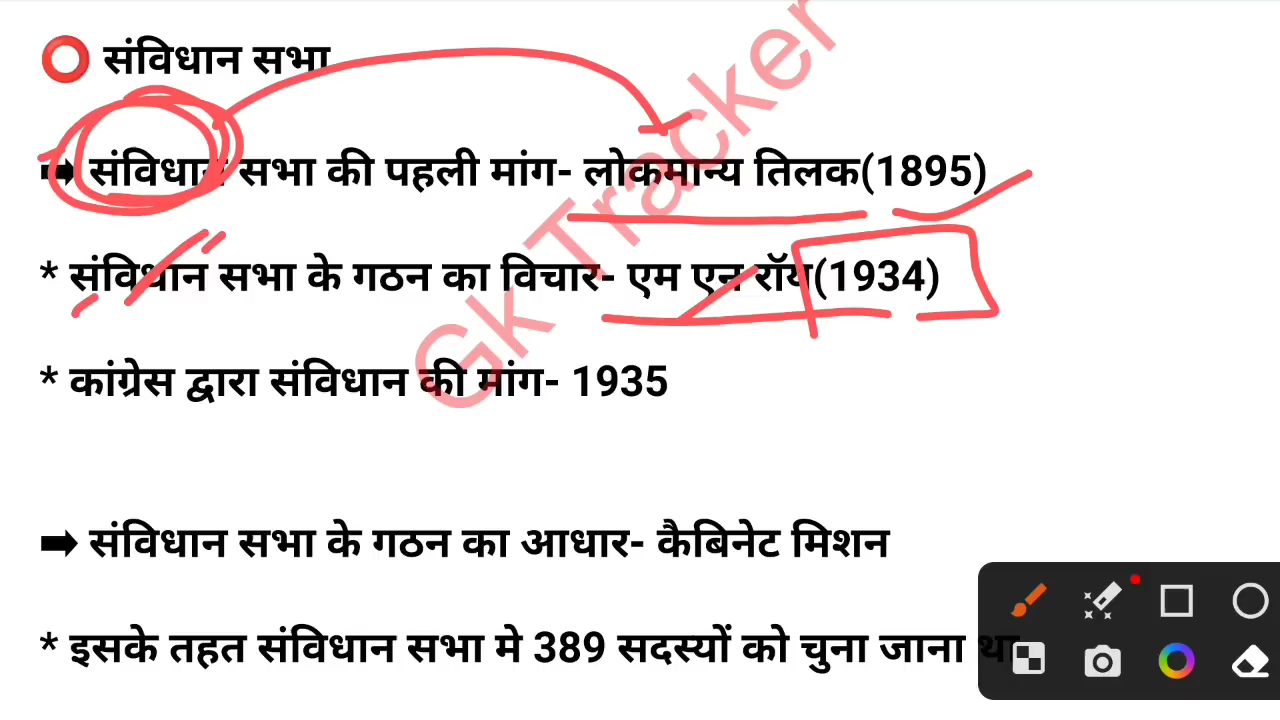 ⭕ संविधान सभा
➡ संविधान सभा की पहली मांग- लोकमान्य तिलक(1895)
* संविधान सभा के गठन का विचार- एम एन रॉय(1934)
* कांग्रेस द्वारा संविधान की मांग- 1935
➡ संविधान सभा के गठन का आधार- कैबिनेट मिशन
* इसके तहत संविधान सभा मे 389 सदस्यों को चुना जाना था
Gk Tracker